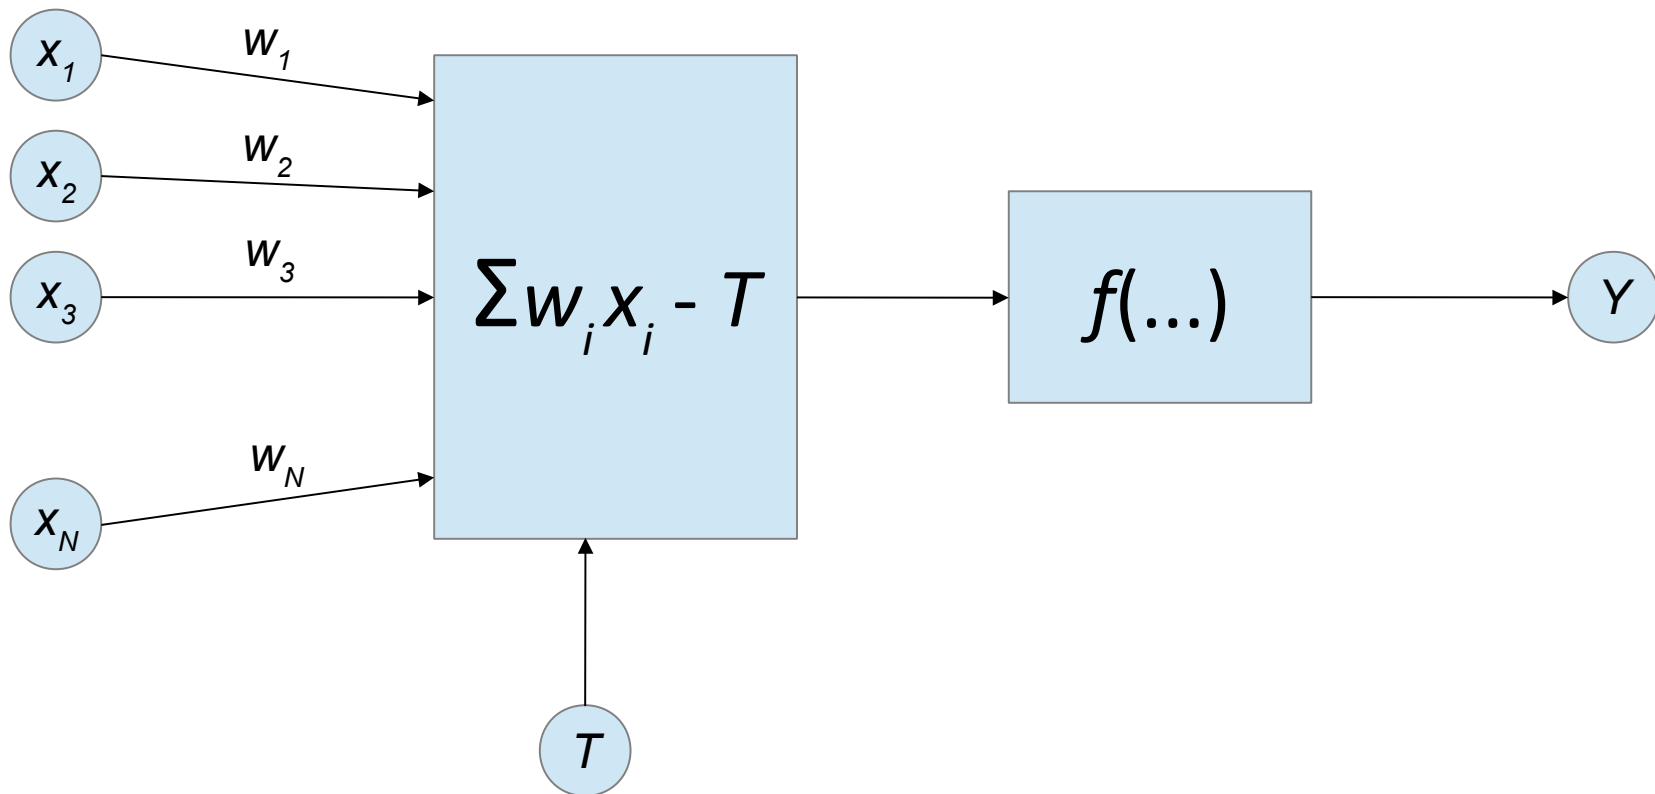 x1
w1
x2
w2
x3
w3
xN
wN
Σwixi - T
f(...)
Y
T